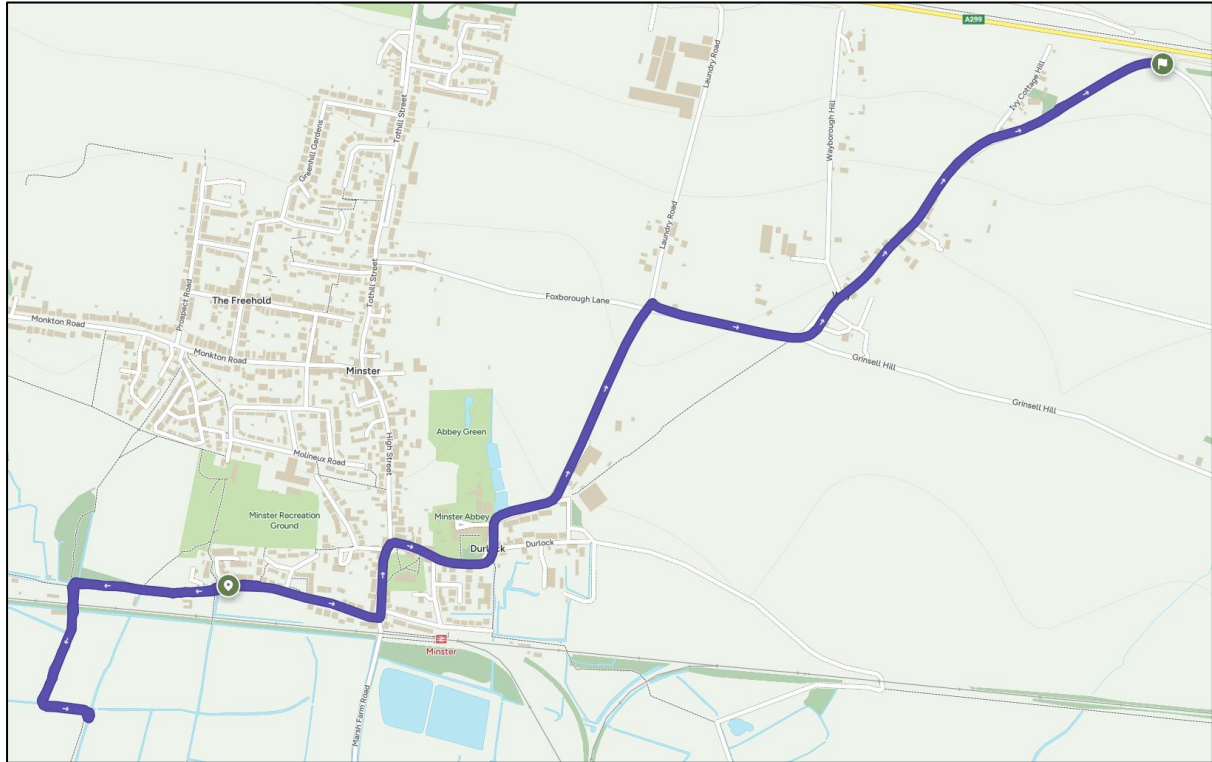 A299
Tothill Street
Laundry Road
Ivy Cottage Hill
Greenhill Gardens
Wayborough Hill
Tothill Street
Laundry Road
Prospect Road
The Freehold
Foxborough Lane
Monkton Road
Monkton Road
Minster
Grinsell Hill
Grinsell Hill
Abbey Green
High Street
Molineux Road
Minster Recreation
Ground
Minster Abbey
Durlock
Minster
Marsh Farm Road